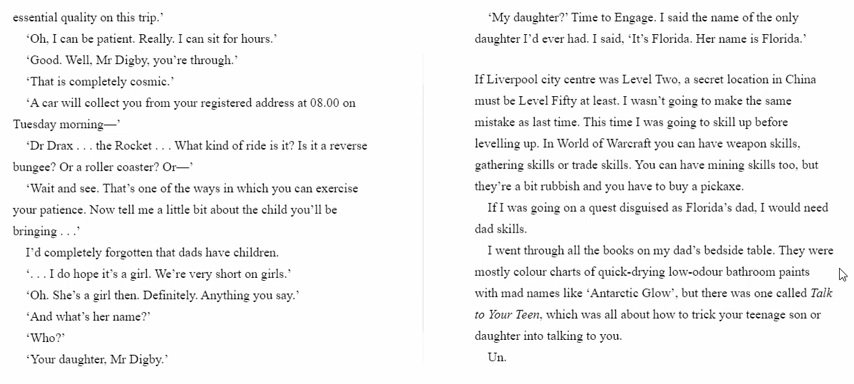 essential quality on this trip.’
‘Oh, I can be patient. Really. I can sit for hours.’
‘Good. Well, Mr Digby, you’re through.’
‘That is completely cosmic.’
‘A car will collect you from your registered address at 08.00 on
Tuesday morning—’
‘Dr Drax . . . the Rocket . . . What kind of ride is it? Is it a reverse
bungee? Or a roller coaster? Or—’
‘Wait and see. That’s one of the ways in which you can exercise
your patience. Now tell me a little bit about the child you’ll be
bringing . . .’
I’d completely forgotten that dads have children.
‘. . . I do hope it’s a girl. We’re very short on girls.’
‘Oh. She’s a girl then. Definitely. Anything you say.’
‘And what’s her name?’
‘Who?’
‘Your daughter, Mr Digby.’
‘My daughter?’ Time to Engage. I said the name of the only
daughter I’d ever had. I said, ‘It’s Florida. Her name is Florida.’
If Liverpool city centre was Level Two, a secret location in China
must be Level Fifty at least. I wasn’t going to make the same
mistake as last time. This time I was going to skill up before
levelling up. In World of Warcraft you can have weapon skills,
gathering skills or trade skills. You can have mining skills too, but
they’re a bit rubbish and you have to buy a pickaxe.
If I was going on a quest disguised as Florida’s dad, I would need
dad skills.
I went through all the books on my dad’s bedside table. They were
mostly colour charts of quick-drying low-odour bathroom paints
with mad names like ‘Antarctic Glow’, but there was one called Talk
to Your Teen, which was all about how to trick your teenage son or
daughter into talking to you.
Un.